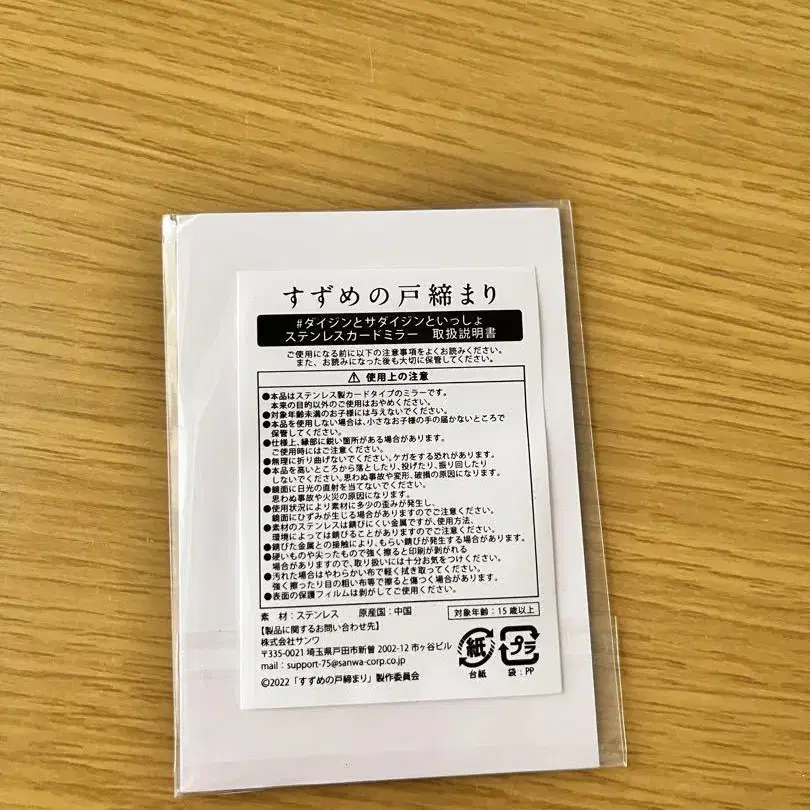 すずめの戸締まり
#ダイジンとサダイジンといっしょ
ステンレスカードミラー 取扱説明書
ご使用になる前に以下の注意事項をよくお読みください。
また、お読みになった後も大切に保管してください。
⚠ 使用上の注意
●本品はステンレス製カードタイプのミラーです。
本来の目的以外のご使用はおやめください。
●対象年齢未満のお子様には与えないでください。
●本品を使用しない場合は、小さなお子様の手の届かないところで
保管してください。
●仕様上、縁部に鋭い箇所がある場合があります。
ご使用時にはご注意ください。
●無理に折り曲げないでください。ケガをする恐れがあります。
●本品を高いところから落としたり、投げたり、振り回したり
しないでください。思わぬ事故や変形、破損の原因になります。
●鏡面に日光の直射を当てないでください。
思わぬ事故や火災の原因になります。
●使用状況により素材に多少の歪みが発生し、
鏡面にひずみが生じる場合がありますのでご注意ください。
●素材のステンレスは錆びにくい金属ですが、使用方法、
環境によっては錆びることがありますのでご注意ください。
●錆びた金属との接触により、もらい錆びが発生する場合があります。
●硬いものや尖ったもので強く擦ると印刷が剥がれる
場合がありますので、取り扱いには十分お気をつけください。
●汚れた場合はやわらかい布で軽く拭き取ってください。
強く擦ったり目の粗い布等で擦ると傷つく場合があります。
●表面の保護フィルムは剥がしてご使用ください。
素 材：ステンレス 原産国：中国 対象年齢：15歳以上
【製品に関するお問い合わせ先】
株式会社サンワ
〒335-0021 埼玉県戸田市新曽 2002-12 市ヶ谷ビル
mail：support-75@sanwa-corp.co.jp
©2022「すずめの戸締まり」製作委員会
紙 プラ
台紙 袋：PP